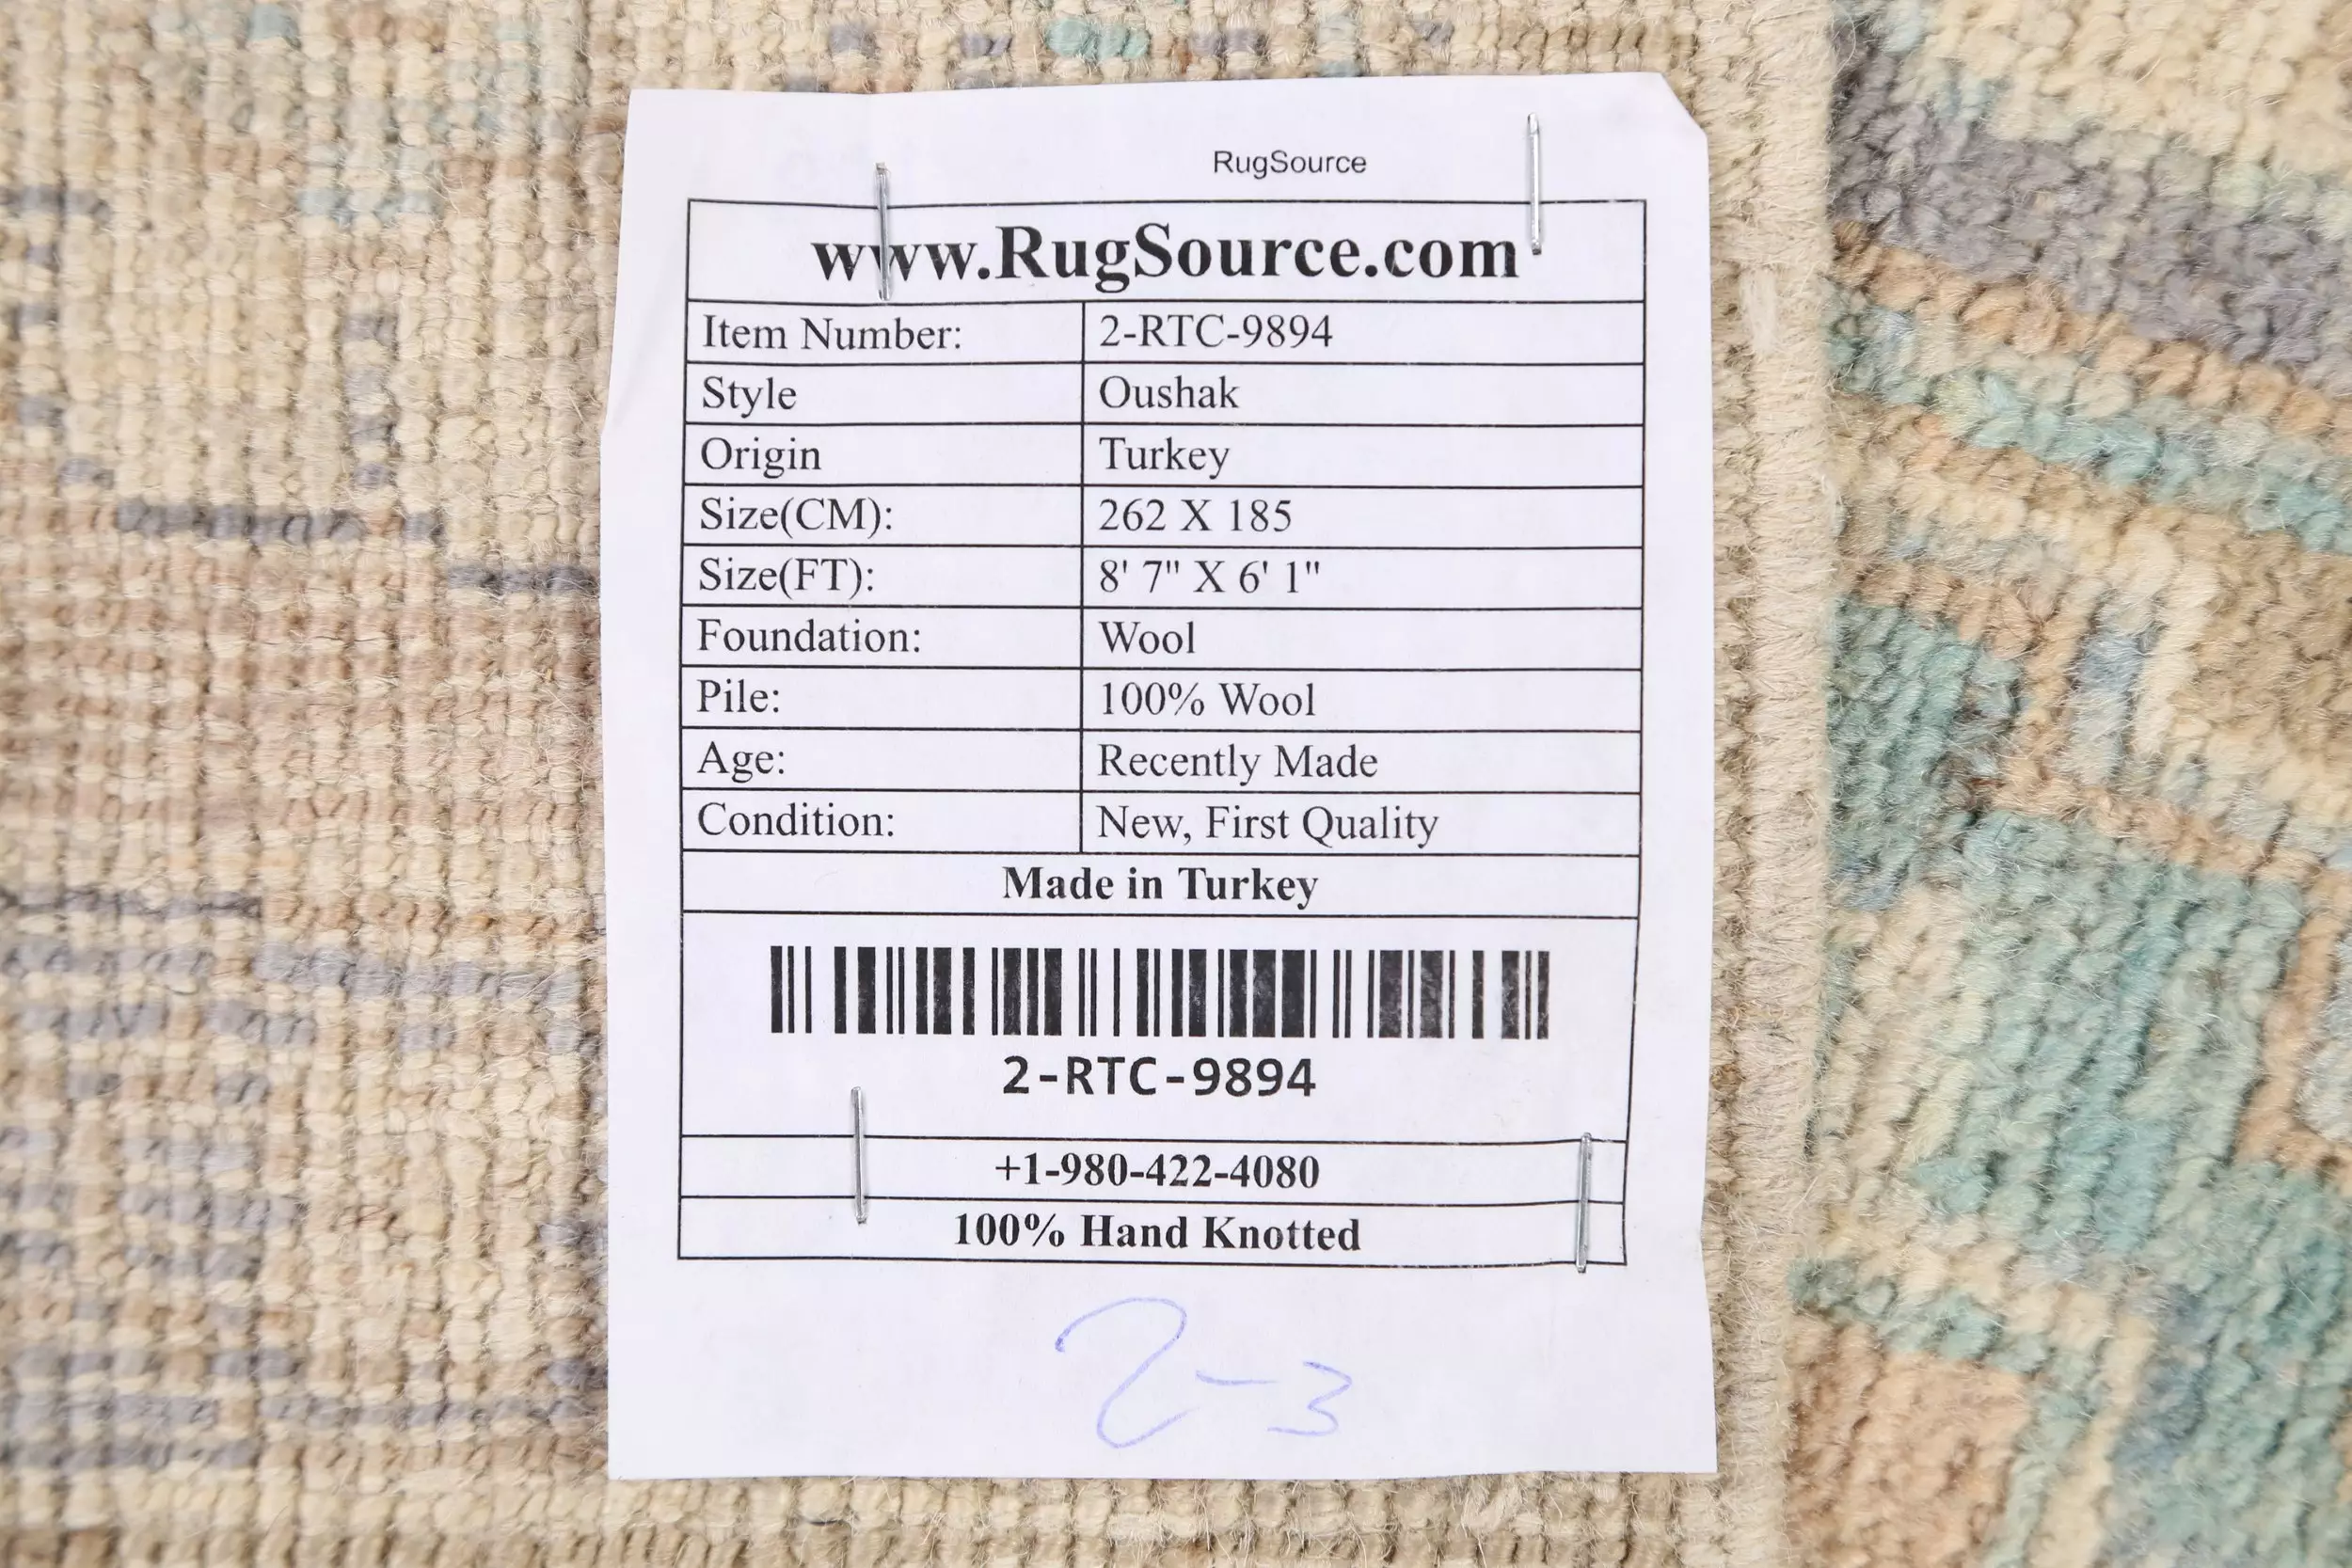 RugSource
www.RugSource.com
Item Number: 2-RTC-9894
Style Oushak
Origin Turkey
Size(CM): 262 X 185
Size(FT): 8' 7" X 6' 1"
Foundation: Wool
Pile: 100% Wool
Age: Recently Made
Condition: New, First Quality
Made in Turkey
2-RTC-9894
+1-980-422-4080
100% Hand Knotted
2-3